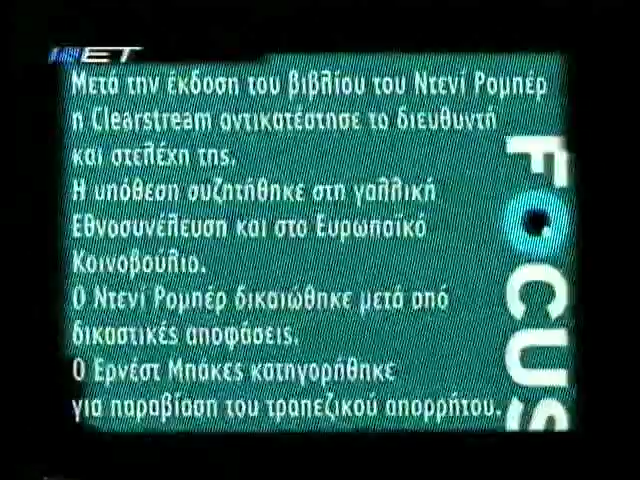 ΝΕΤ
Μετά την έκδοση του βιβλίου του Ντενί Ρομπέρ
η Clearstream αντικατέστησε το διευθυντή
και στελέχη της.
Η υπόθεση συζητήθηκε στη γαλλική
Εθνοσυνέλευση και στο Ευρωπαϊκό
Κοινοβούλιο.
Ο Ντενί Ρομπέρ δικαιώθηκε μετά από
δικαστικές αποφάσεις.
Ο Ερνέστ Μπάκες κατηγορήθηκε
για παραβίαση του τραπεζικού απορρήτου.
FOCUS